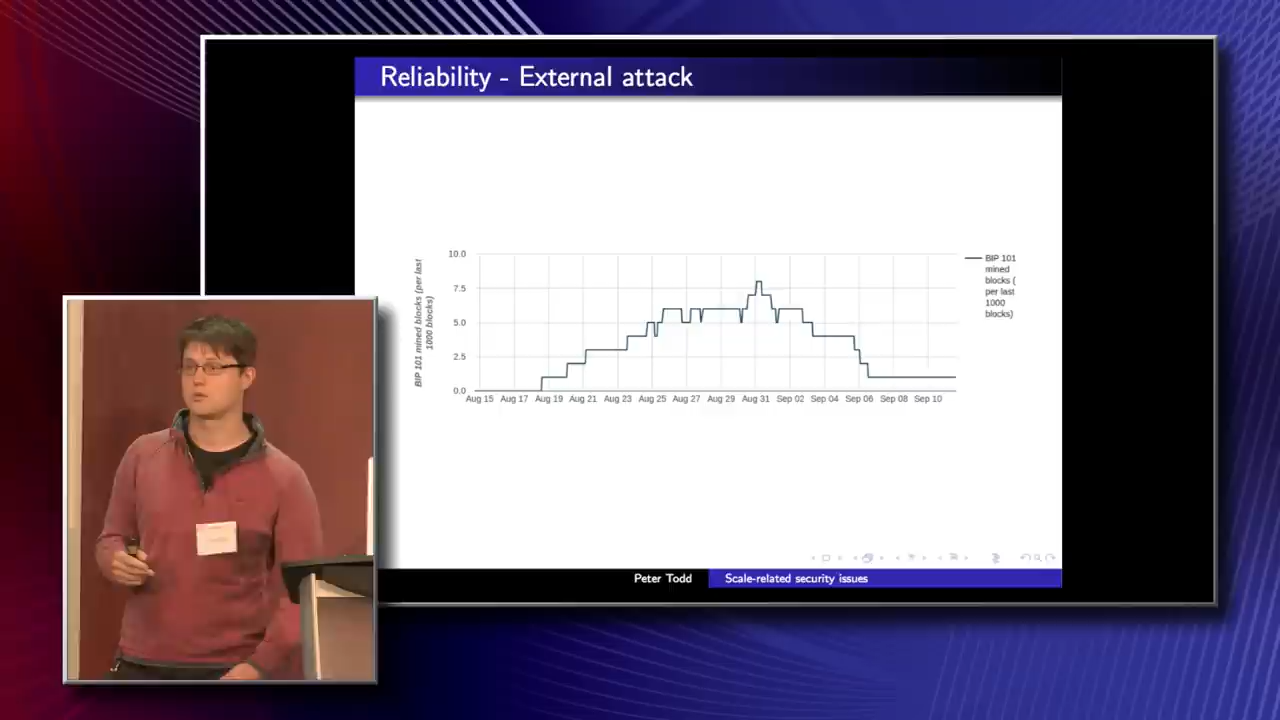 Reliability - External attack
BIP 101 mined blocks (per last
1000 blocks)
10.0
7.5
5.0
2.5
0.0
Aug 15 Aug 17 Aug 19 Aug 21 Aug 23 Aug 25 Aug 27 Aug 29 Aug 31 Sep 02 Sep 04 Sep 06 Sep 08 Sep 10
BIP 101
mined
blocks (
per last
1000
blocks)
Peter Todd
Scale-related security issues